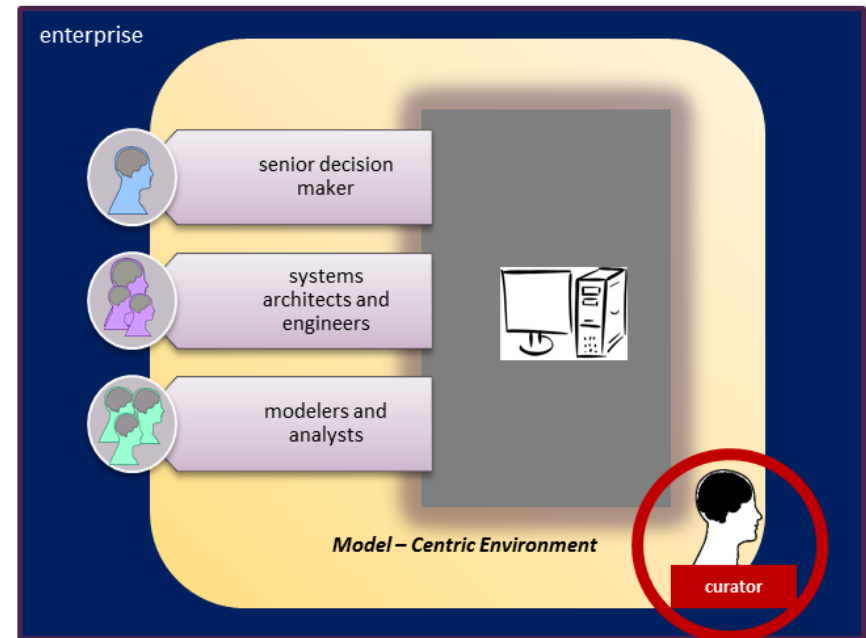 enterprise
senior decision
maker
systems
architects and
engineers
modelers and
analysts
Model – Centric Environment
curator